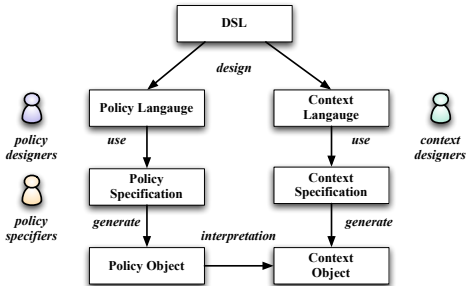 DSL
design
Policy Langauge
Context
Langauge
policy
designers
use
use
context
designers
Policy
Specification
Context
Specification
policy
specifiers
generate
generate
interpretation
Policy Object
Context
Object